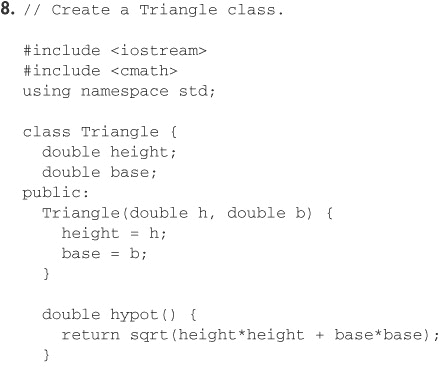 8. // Create a Triangle class.
#include <iostream>
#include <cmath>
using namespace std;
class Triangle {
double height;
double base;
public:
Triangle(double h, double b) {
height = h;
base = b;
}
double hypot() {
return sqrt(height*height + base*base);
}